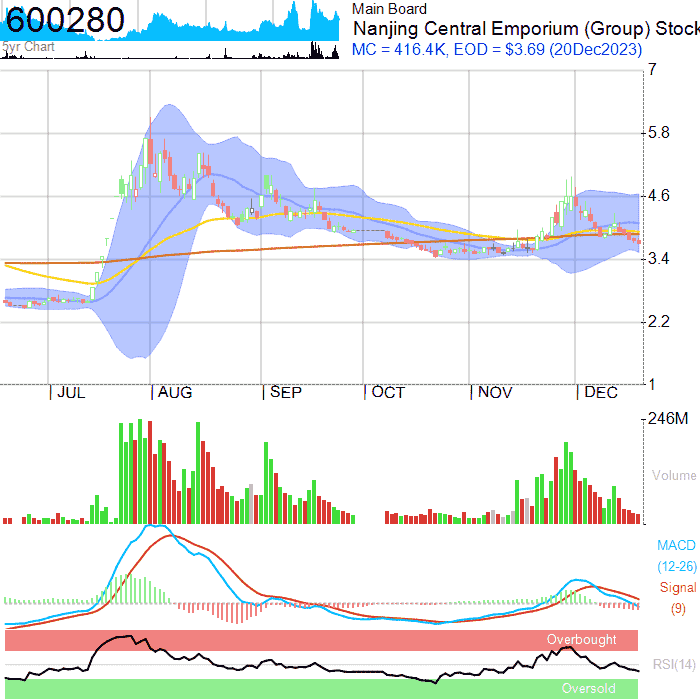 600280
5yr Chart
Main Board
Nanjing Central Emporium (Group) Stock
MC = 416.4K, EOD = $3.69 (20Dec2023)
7
5.8
4.6
3.4
2.2
1
JUL AUG SEP OCT NOV DEC
246M
Volume
MACD
(12-26)
Signal
(9)
Overbought
RSI(14)
Oversold